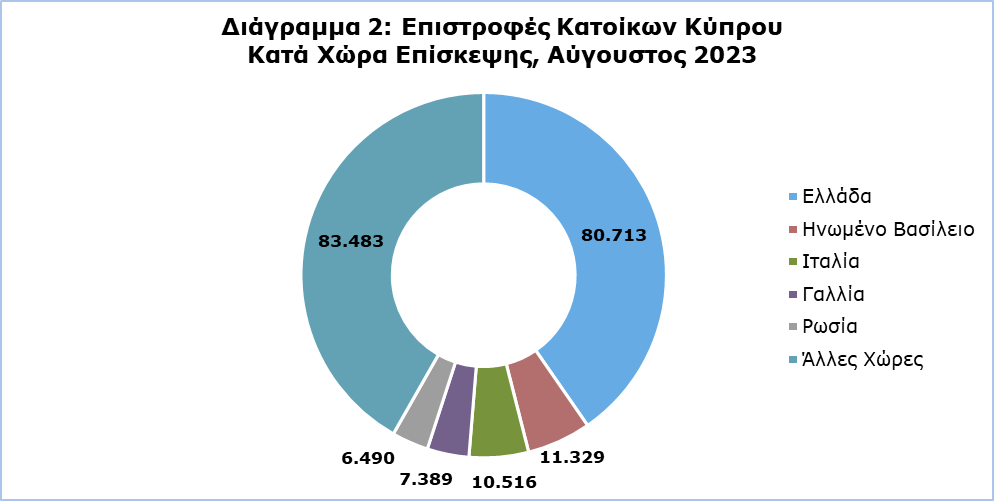 Διάγραμμα 2: Επιστροφές Κατοίκων Κύπρου
Κατά Χώρα Επίσκεψης, Αύγουστος 2023
83.483
80.713
6.490
7.389
10.516
11.329
Ελλάδα
Ηνωμένο Βασίλειο
Ιταλία
Γαλλία
Ρωσία
Άλλες Χώρες